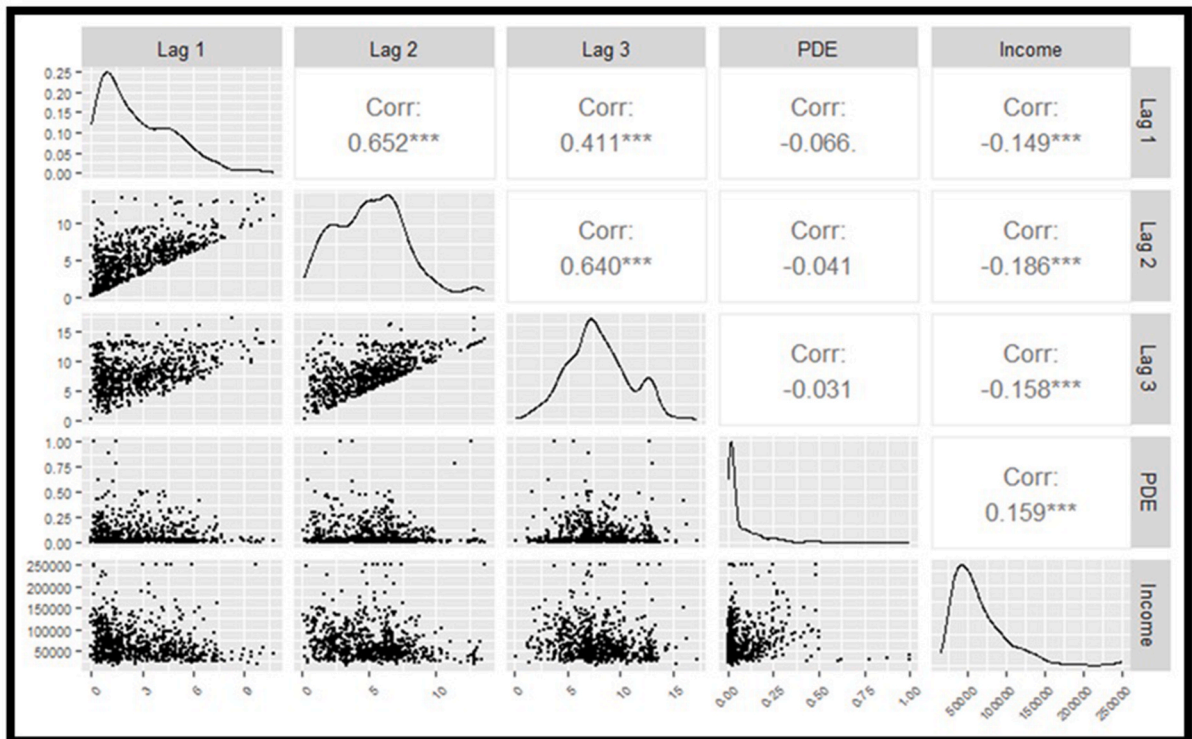 Lag 1 Lag 2 Lag 3 PDE Income
0.25
0.20
0.15
0.10
0.05
0.00
Corr:
0.652***
Corr:
0.411***
Corr:
-0.066.
Corr:
-0.149***
Lag 1
10
5
0
Corr:
0.640***
Corr:
-0.041
Corr:
-0.186***
Lag 2
15
10
5
0
Corr:
-0.031
Corr:
-0.158***
Lag 3
1.00
0.75
0.50
0.25
0.00
Corr:
0.159***
PDE
250000
200000
150000
100000
50000
Income
0 3 6 9
0 5 10
0 5 10 15
0.00 0.25 0.50 0.75 1.00
50000 100000 150000 200000 250000